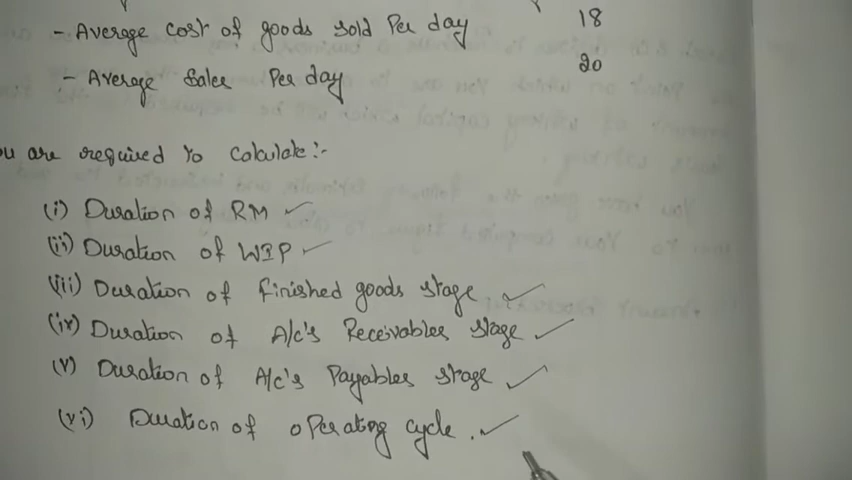 - Average cost of goods sold Per day 18
- Average Sales Per day 20
ou are required to calculate:-
(i) Duration of RM
(ii) Duration of WIP
(iii) Duration of finished goods stage
(iv) Duration of A/c's Receivables stage
(v) Duration of A/c's Payables stage
(vi) Duration of operating cycle.